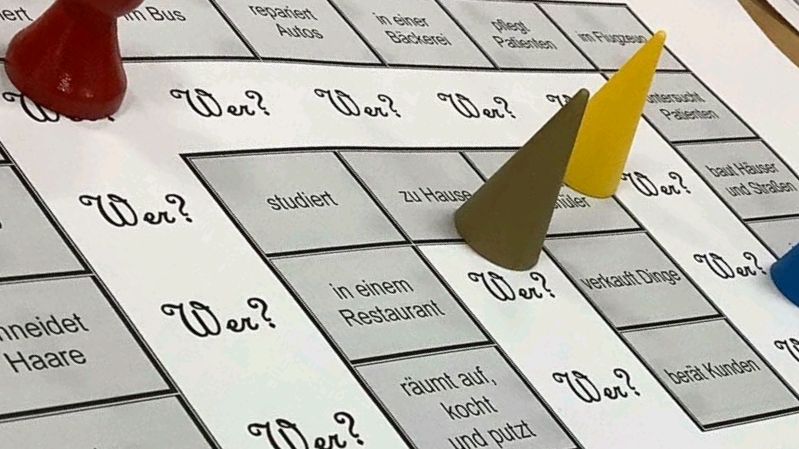 im Bus
repariert
Autos
in einer
Bäckerei
pflegt
Patienten
im Flugzeug
Wer?
Wer?
Wer?
untersucht
Patienten
Wer?
studiert
zu Hause
Wer?
baut Häuser
und Straßen
Wer?
in einem
Restaurant
Wer?
verkauft Dinge
Wer?
Haare
räumt auf,
kocht
und putzt
Wer?
berät Kunden
Wer?